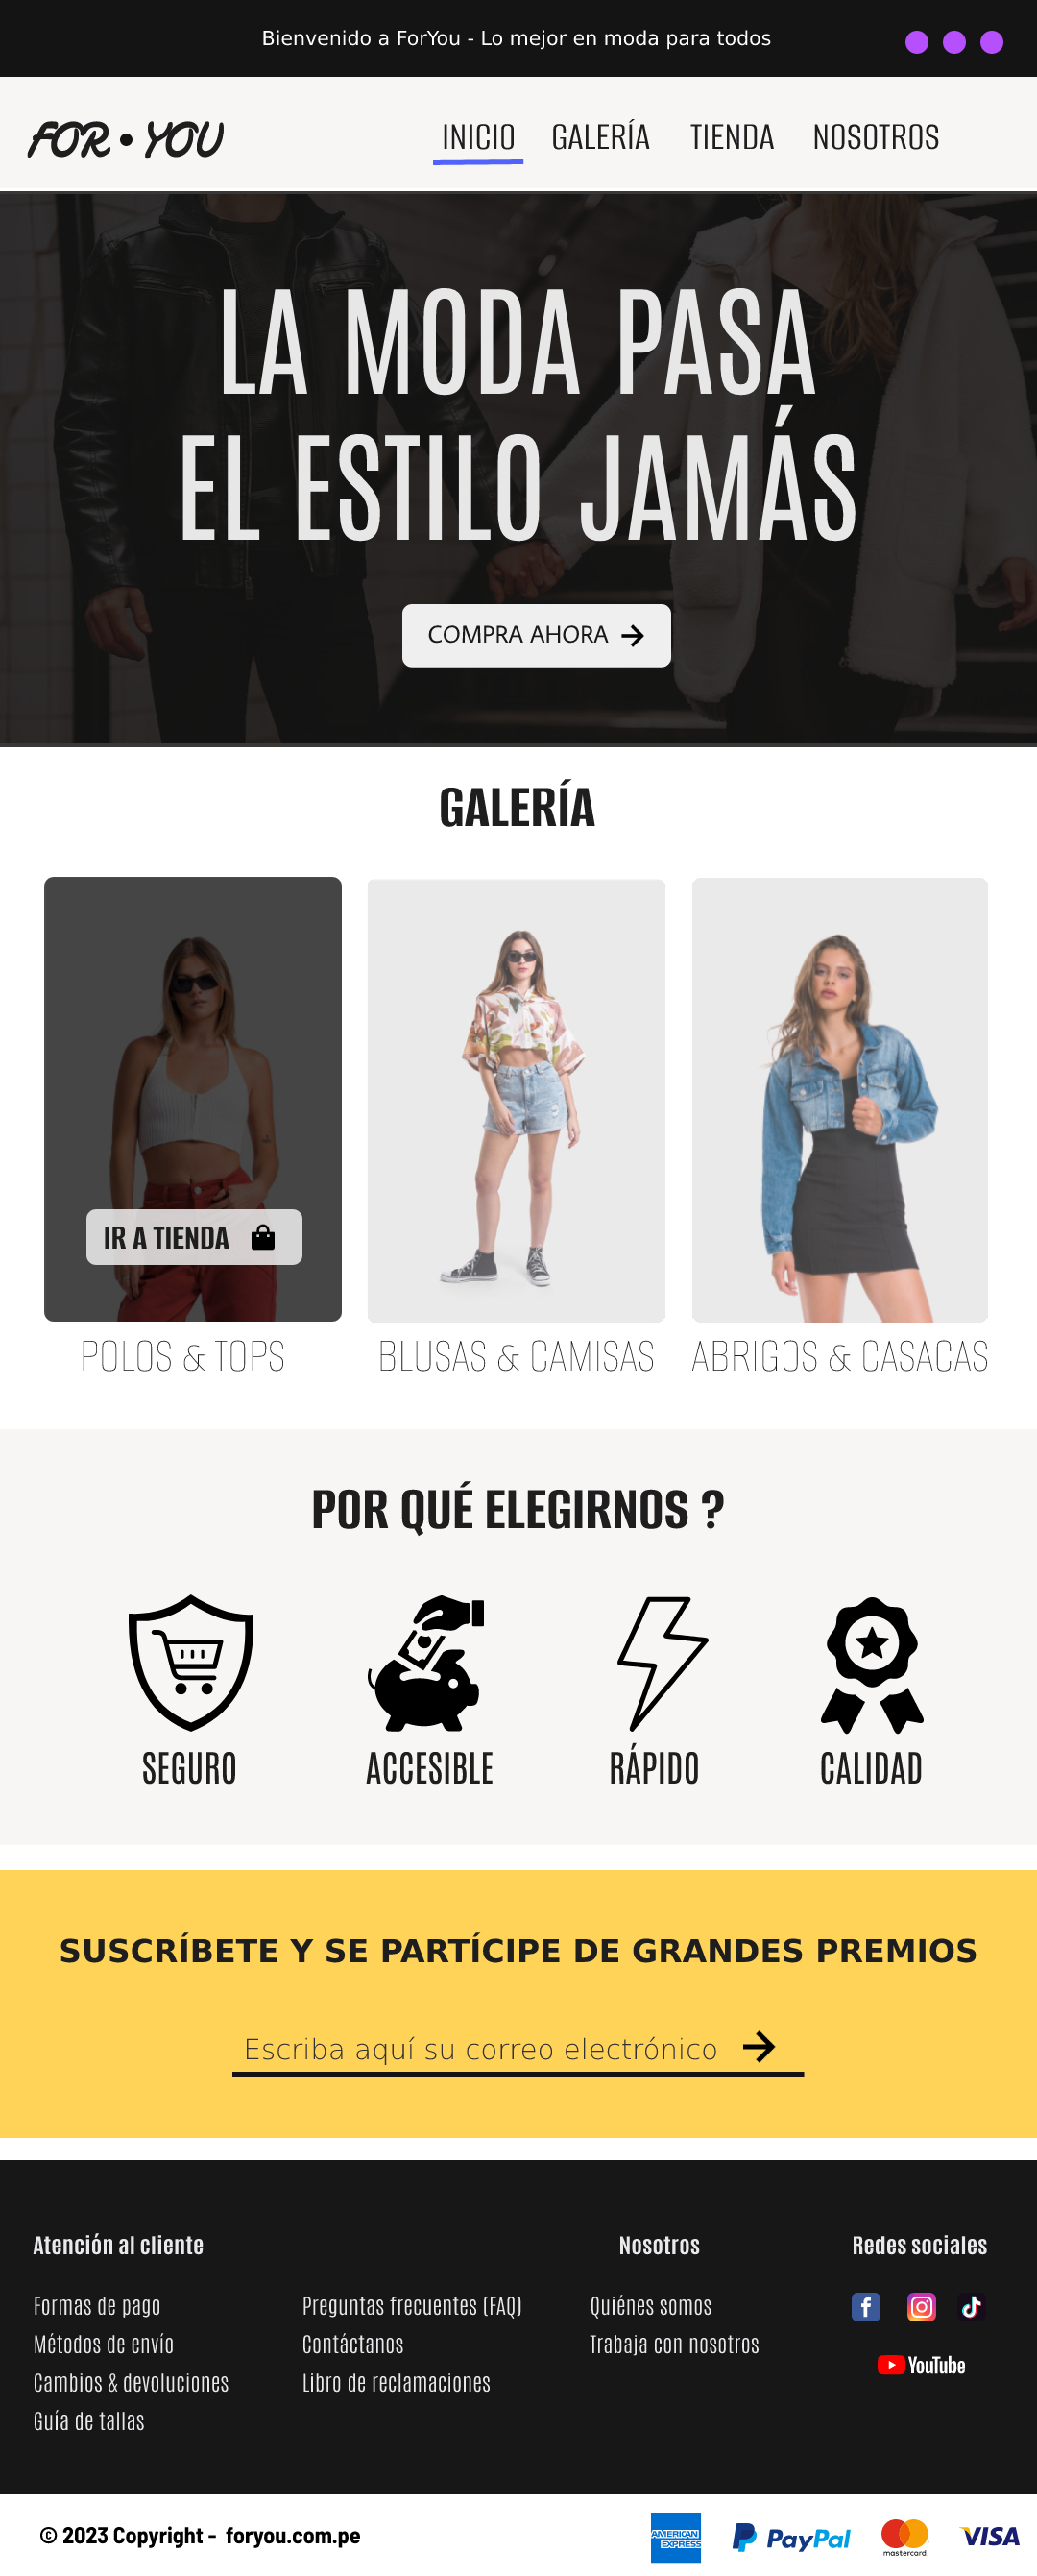 Bienvenido a ForYou - Lo mejor en moda para todos
FOR • YOU
INICIO GALERÍA TIENDA NOSOTROS
LA MODA PASA
EL ESTILO JAMÁS
COMPRA AHORA
GALERÍA
IR A TIENDA
POLOS & TOPS
BLUSAS & CAMISAS
ABRIGOS & CASACAS
POR QUÉ ELEGIRNOS ?
SEGURO
ACCESIBLE
RÁPIDO
CALIDAD
SUSCRÍBETE Y SE PARTÍCIPE DE GRANDES PREMIOS
Escriba aquí su correo electrónico
Atención al cliente
Formas de pago
Métodos de envío
Cambios & devoluciones
Guía de tallas
Preguntas frecuentes (FAQ)
Contáctanos
Libro de reclamaciones
Nosotros
Quiénes somos
Trabaja con nosotros
Redes sociales
YouTube
© 2023 Copyright - foryou.com.pe
AMERICAN
EXPRESS
PayPal
mastercard.
VISA